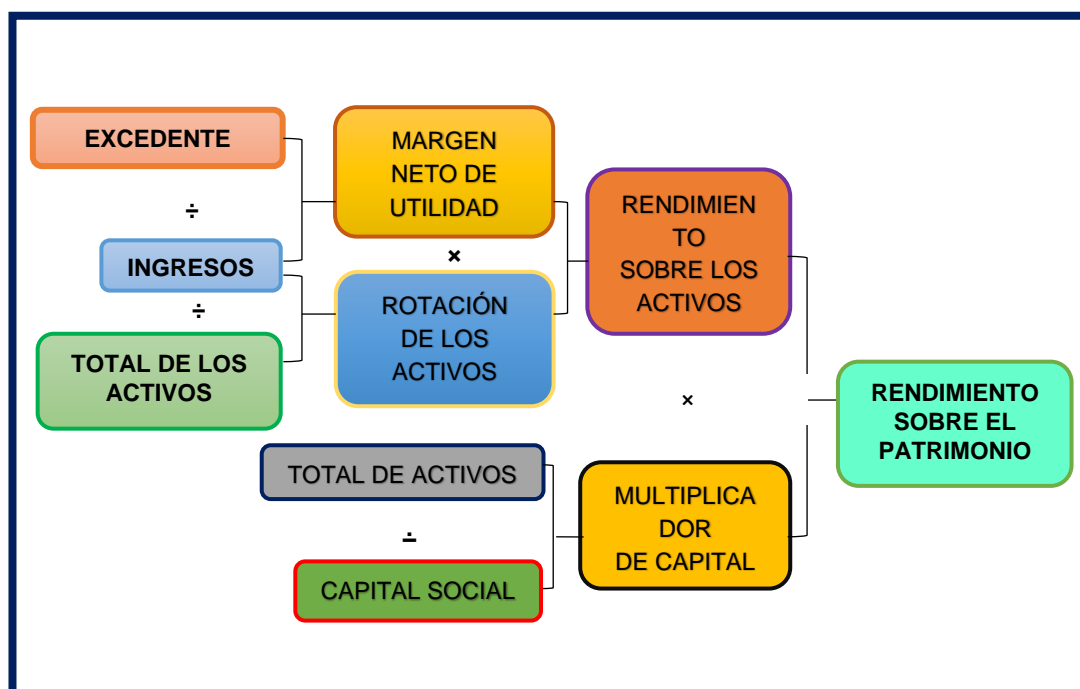 EXCEDENTE
÷
INGRESOS
÷
TOTAL DE LOS
ACTIVOS
MARGEN
NETO DE
UTILIDAD
×
ROTACIÓN
DE LOS
ACTIVOS
RENDIMIEN
TO
SOBRE LOS
ACTIVOS
×
TOTAL DE ACTIVOS
÷
CAPITAL SOCIAL
MULTIPLICA
DOR
DE CAPITAL
RENDIMIENTO
SOBRE EL
PATRIMONIO